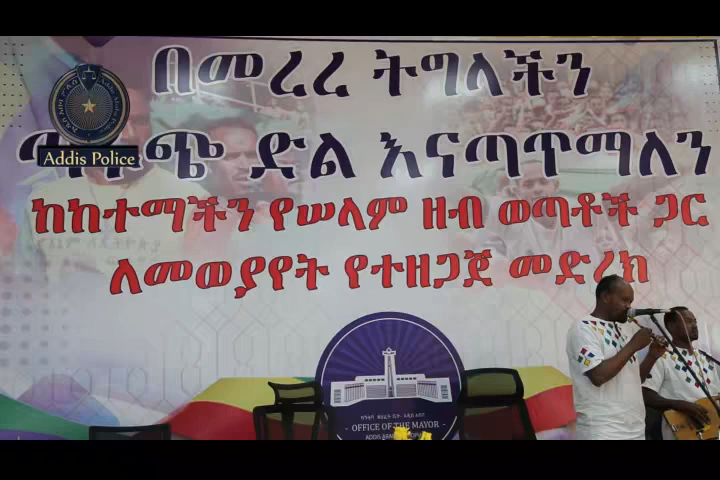 በመረረ ትግላችን
ድል እናጣጥማለን
Addis Police
ከከተማችን የሠላም ዘብ ወጣቶች ጋር
ለመወያየት የተዘጋጀ መድረክ
OFFICE OF THE MAYOR